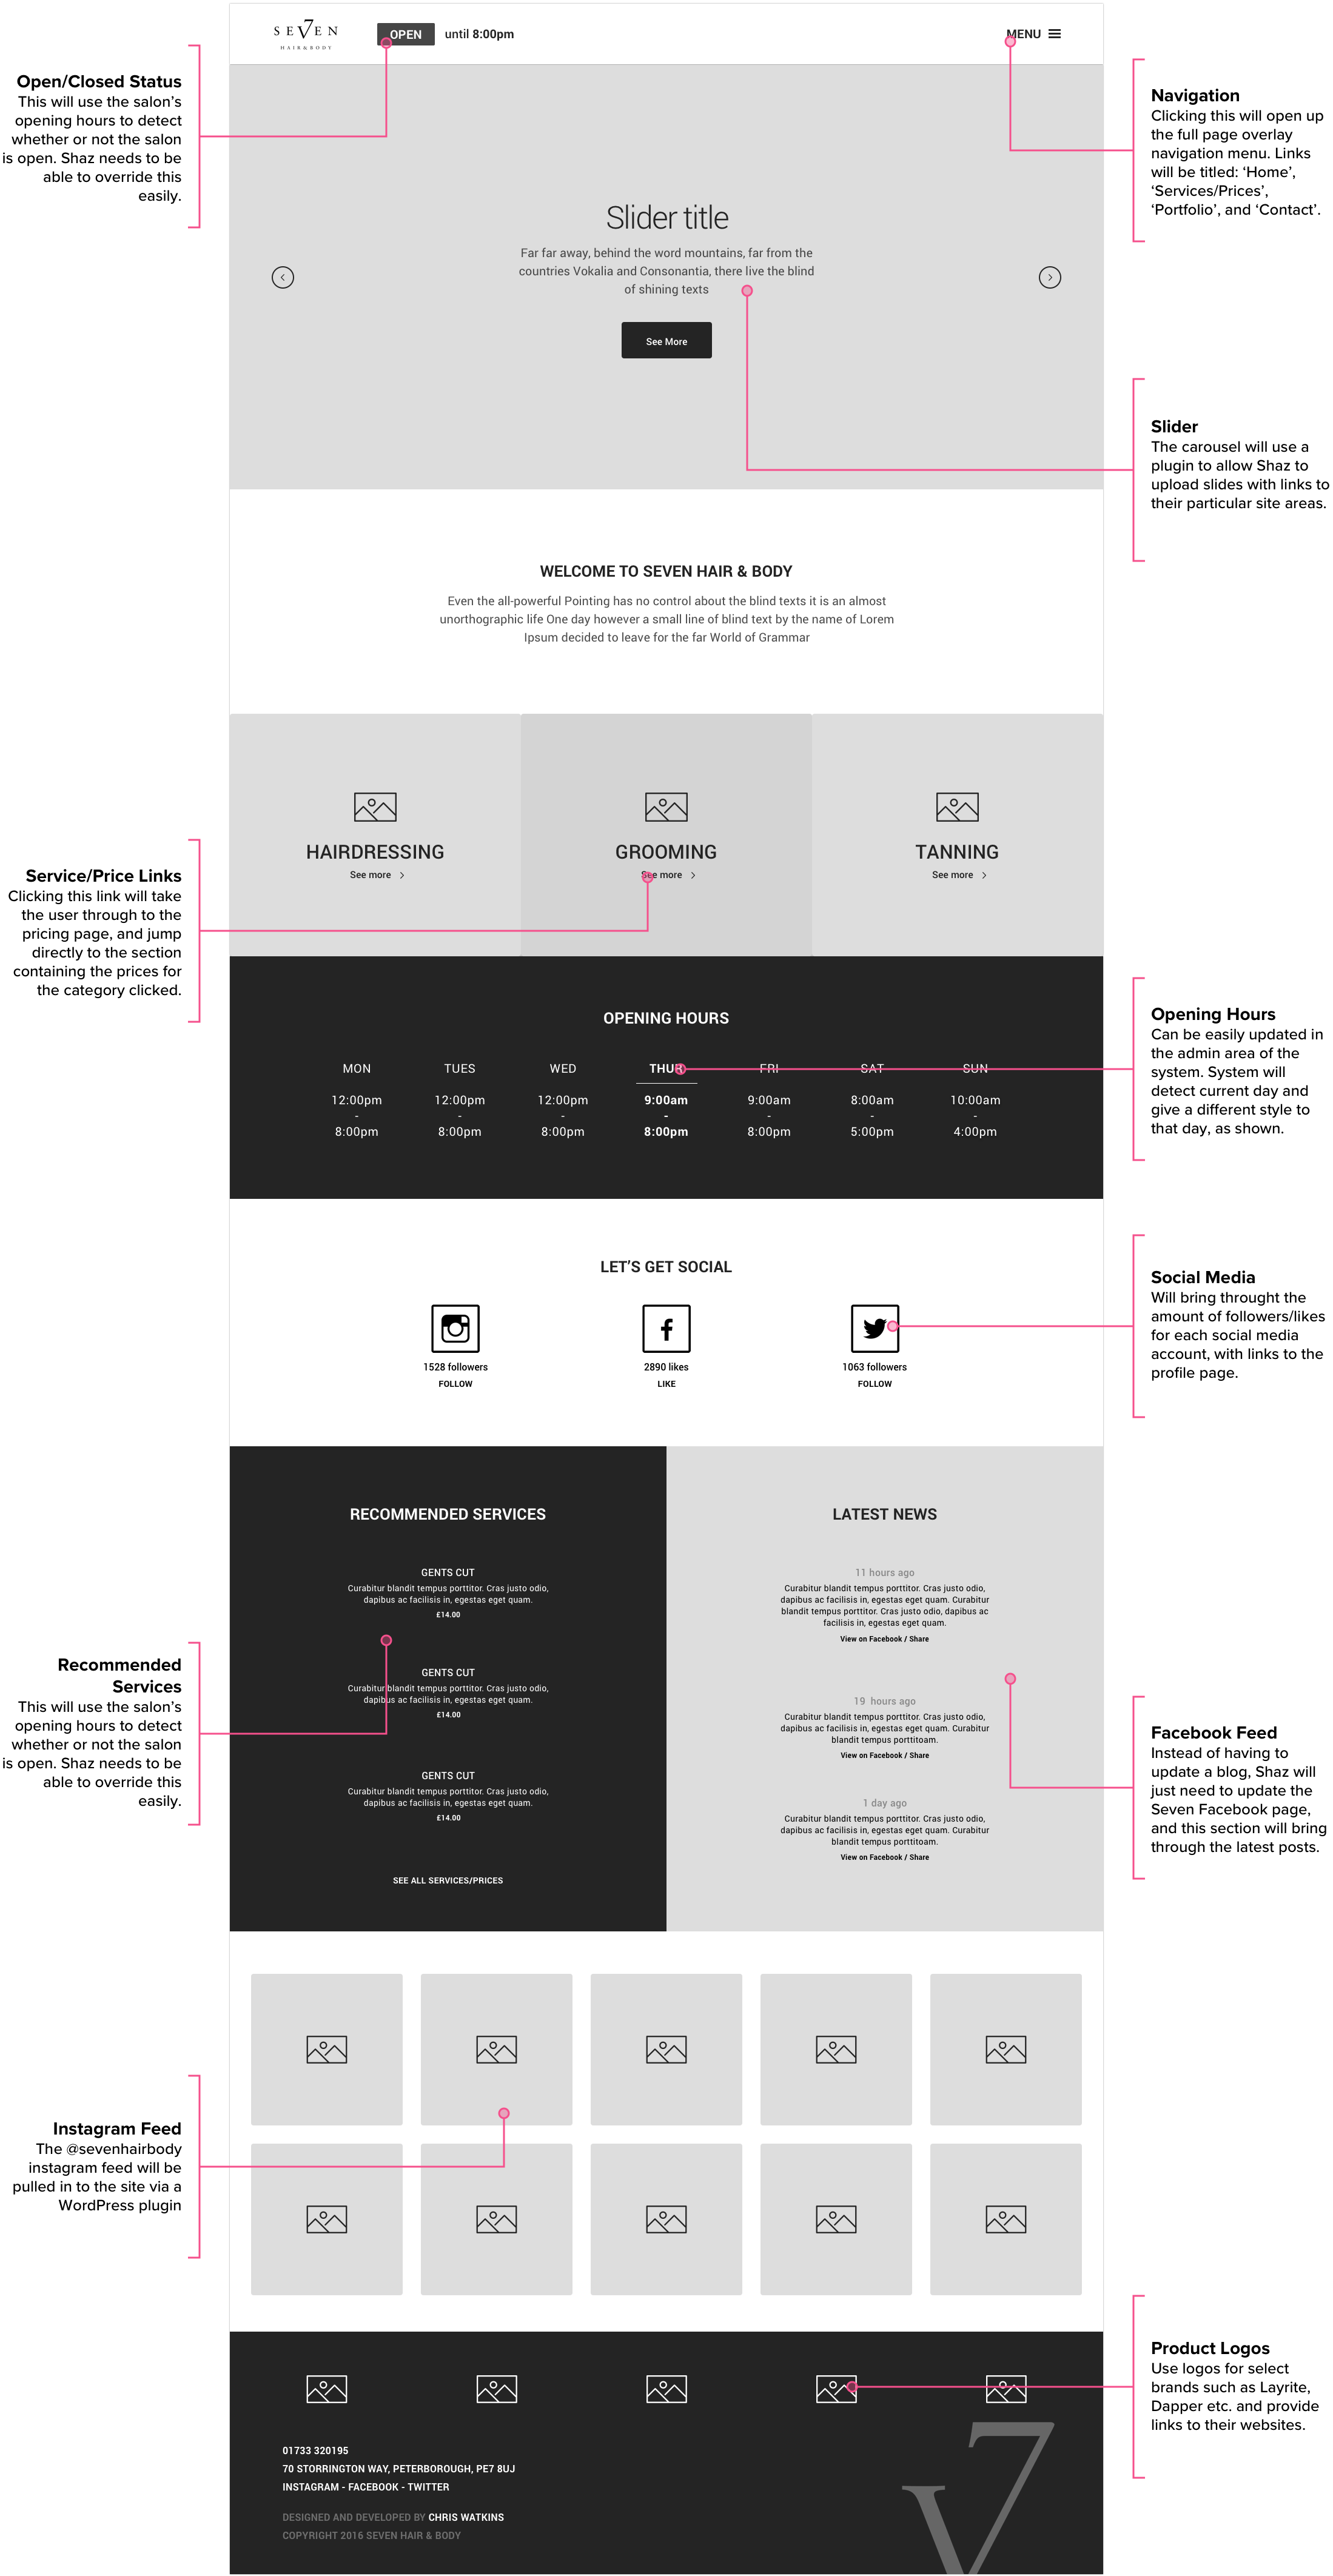 SEVEN
HAIR&BODY
OPEN until 8:00pm
MENU
Open/Closed Status
This will use the salon's
opening hours to detect
whether or not the salon
is open. Shaz needs to be
able to override this
easily.
Navigation
Clicking this will open up
the full page overlay
navigation menu. Links
will be titled: ‘Home’,
‘Services/Prices’,
‘Portfolio’, and ‘Contact’.
Slider title
Far far away, behind the word mountains, far from the
countries Vokalia and Consonantia, there live the blind
of shining texts
See More
Slider
The carousel will use a
plugin to allow Shaz to
upload slides with links to
their particular site areas.
WELCOME TO SEVEN HAIR & BODY
Even the all-powerful Pointing has no control about the blind texts it is an almost
unorthographic life One day however a small line of blind text by the name of Lorem
Ipsum decided to leave for the far World of Grammar
HAIRDRESSING
See more
GROOMING
See more
TANNING
See more
Service/Price Links
Clicking this link will take
the user through to the
pricing page, and jump
directly to the section
containing the prices for
the category clicked.
OPENING HOURS
MON TUES WED THUR FRI SAT SUN
12:00pm 12:00pm 12:00pm 9:00am 9:00am 8:00am 10:00am
- - - - - - -
8:00pm 8:00pm 8:00pm 8:00pm 8:00pm 5:00pm 4:00pm
Opening Hours
Can be easily updated in
the admin area of the
system. System will
detect current day and
give a different style to
that day, as shown.
LET'S GET SOCIAL
1528 followers 2890 likes 1063 followers
FOLLOW LIKE FOLLOW
Social Media
Will bring throught the
amount of followers/likes
for each social media
account, with links to the
profile page.
RECOMMENDED SERVICES
GENTS CUT
Curabitur blandit tempus porttitor. Cras justo odio,
dapibus ac facilisis in, egestas eget quam.
£14.00
GENTS CUT
Curabitur blandit tempus porttitor. Cras justo odio,
dapibus ac facilisis in, egestas eget quam.
£14.00
GENTS CUT
Curabitur blandit tempus porttitor. Cras justo odio,
dapibus ac facilisis in, egestas eget quam.
£14.00
SEE ALL SERVICES/PRICES
LATEST NEWS
11 hours ago
Curabitur blandit tempus porttitor. Cras justo odio,
dapibus ac facilisis in, egestas eget quam. Curabitur
blandit tempus porttitor. Cras justo odio, dapibus ac
facilisis in, egestas eget quam.
View on Facebook / Share
19 hours ago
Curabitur blandit tempus porttitor. Cras justo odio,
dapibus ac facilisis in, egestas eget quam. Curabitur
blandit tempus porttitoam.
View on Facebook / Share
1 day ago
Curabitur blandit tempus porttitor. Cras justo odio,
dapibus ac facilisis in, egestas eget quam. Curabitur
blandit tempus porttitoam.
View on Facebook / Share
Recommended
Services
This will use the salon's
opening hours to detect
whether or not the salon
is open. Shaz needs to be
able to override this
easily.
Facebook Feed
Instead of having to
update a blog, Shaz will
just need to update the
Seven Facebook page,
and this section will bring
through the latest posts.
Instagram Feed
The @sevenhairbody
instagram feed will be
pulled in to the site via a
WordPress plugin
Product Logos
Use logos for select
brands such as Layrite,
Dapper etc. and provide
links to their websites.
01733 320195
70 STORRINGTON WAY, PETERBOROUGH, PE7 8UJ
INSTAGRAM - FACEBOOK - TWITTER
DESIGNED AND DEVELOPED BY CHRIS WATKINS
COPYRIGHT 2016 SEVEN HAIR & BODY
V7